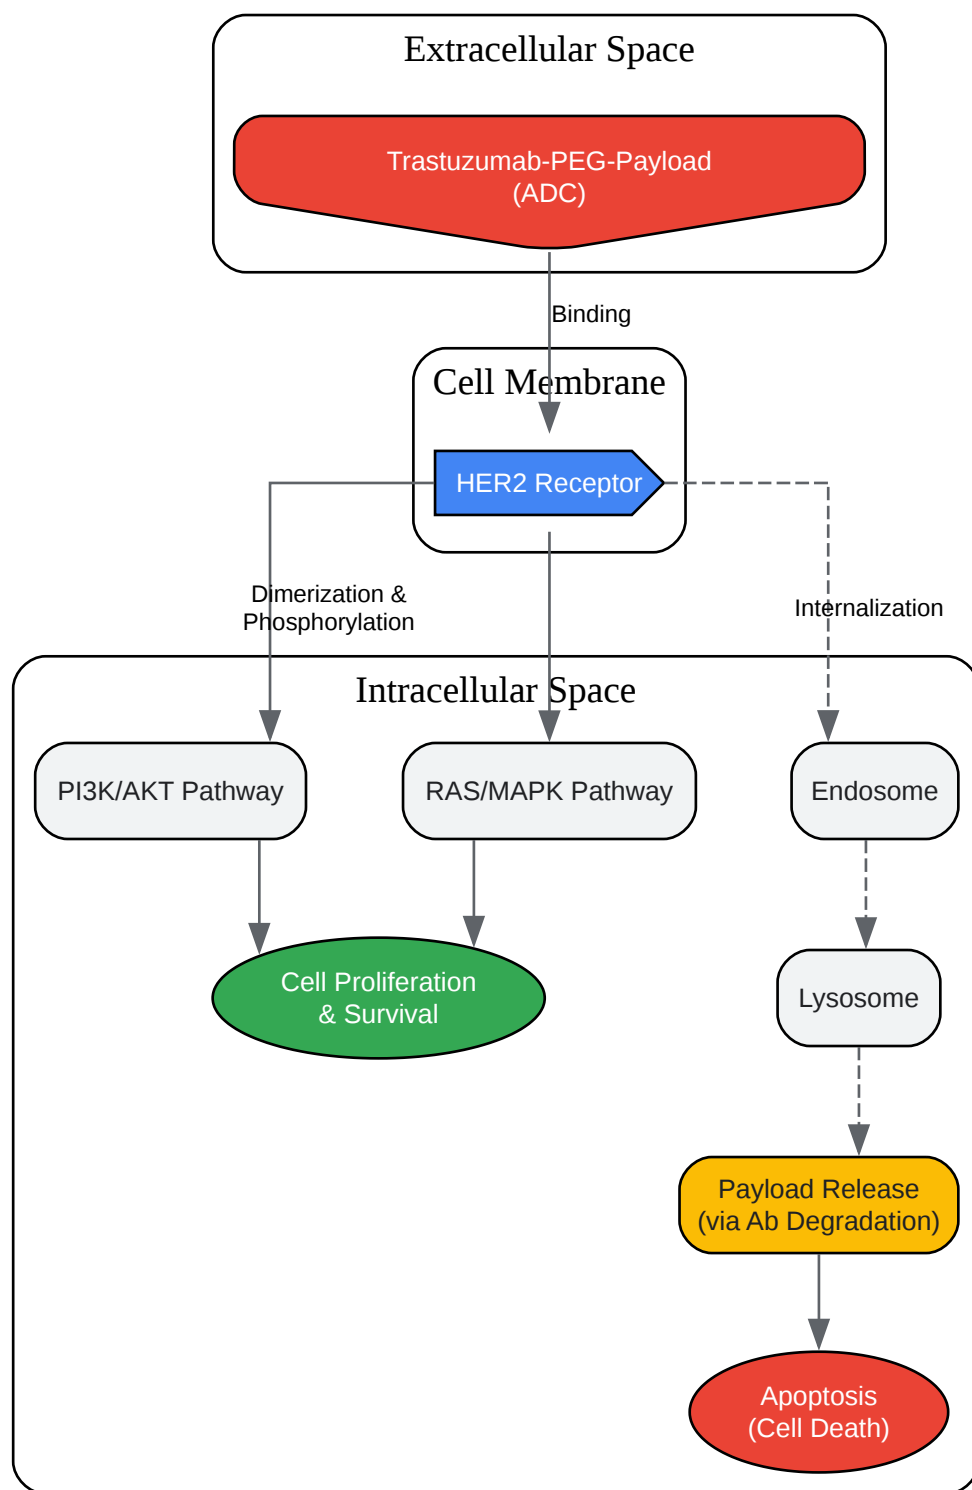 Extracellular Space
Trastuzumab-PEG-Payload
(ADC)
Binding
Cell Membrane
HER2 Receptor
Dimerization &
Phosphorylation
Internalization
Intracellular Space
PI3K/AKT Pathway
RAS/MAPK Pathway
Endosome
Cell Proliferation
& Survival
Lysosome
Payload Release
(via Ab Degradation)
Apoptosis
(Cell Death)